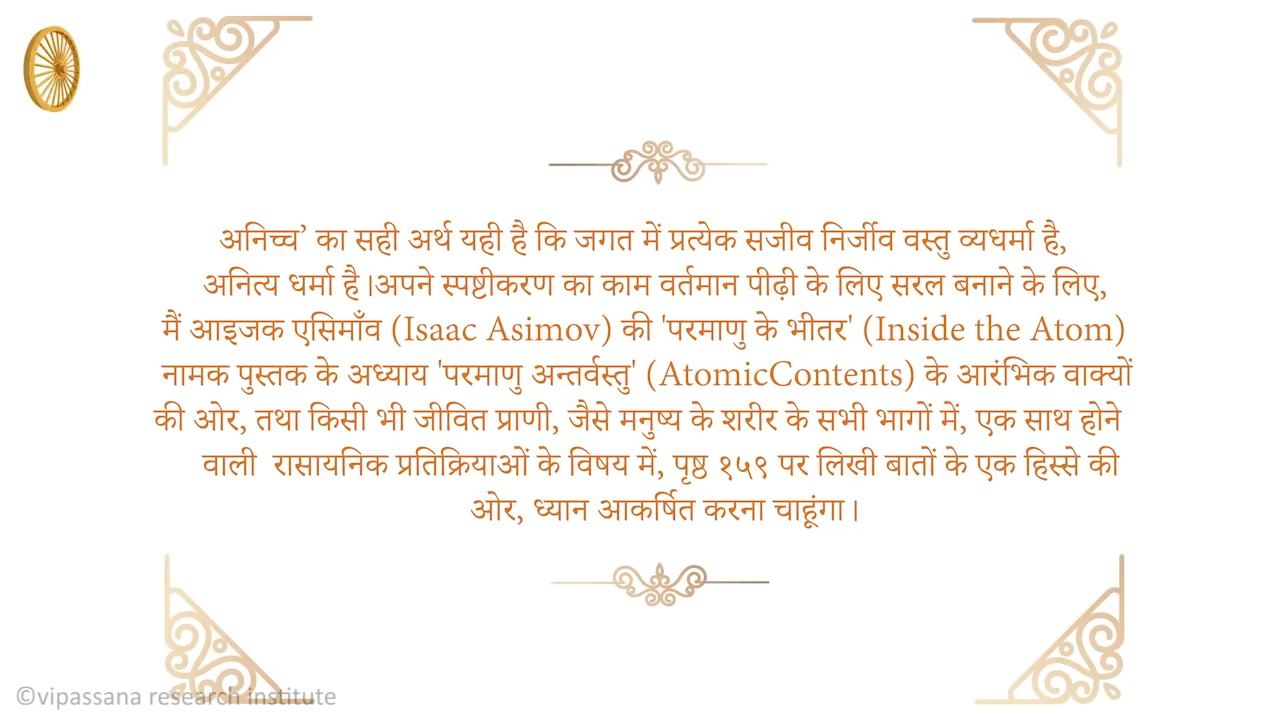 अनिच्च’ का सही अर्थ यही है कि जगत में प्रत्येक सजीव निर्जीव वस्तु व्यधर्मा है,
अनित्य धर्मा है।अपने स्पष्टीकरण का काम वर्तमान पीढ़ी के लिए सरल बनाने के लिए,
मैं आइजक एसिमाँव (Isaac Asimov) की 'परमाणु के भीतर' (Inside the Atom)
नामक पुस्तक के अध्याय 'परमाणु अन्तर्वस्तु' (AtomicContents) के आरंभिक वाक्यों
की ओर, तथा किसी भी जीवित प्राणी, जैसे मनुष्य के शरीर के सभी भागों में, एक साथ होने
वाली  रासायनिक प्रतिक्रियाओं के विषय में, पृष्ठ १५९ पर लिखी बातों के एक हिस्से की
ओर, ध्यान आकर्षित करना चाहूंगा।
©vipassana research institute